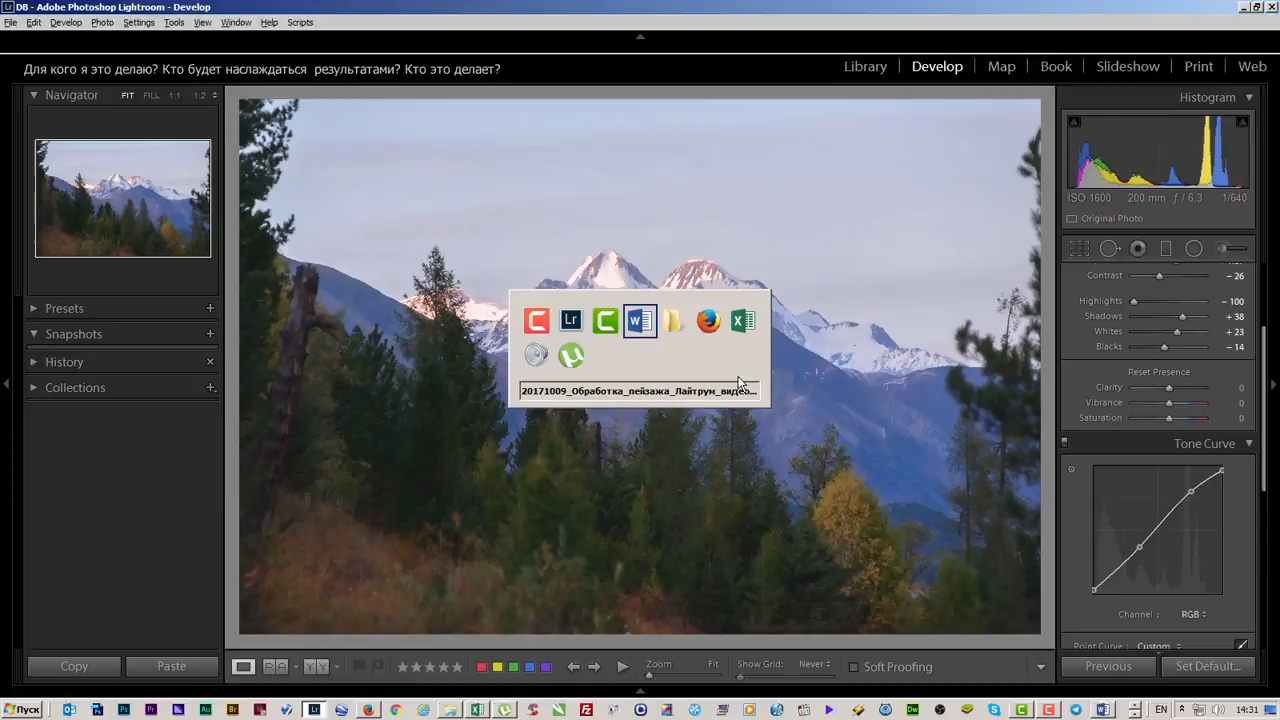 DB - Adobe Photoshop Lightroom - Develop
File Edit Develop Photo Settings Tools View Window Help Scripts
Для кого я это делаю? Кто будет наслаждаться результатами? Кто это делает?
Library Develop Map Book Slideshow Print Web
Navigator FIT FILL 1:1 1:2
Histogram
ISO 1600 200 mm ƒ / 6.3 1/640
Original Photo
Contrast - 26
Highlights - 100
Shadows + 38
Whites + 23
Blacks - 14
Reset Presence
Clarity 0
Vibrance 0
Saturation 0
Tone Curve
Channel : RGB
Point Curve : Custom
Presets
Snapshots
History
Collections
20171009_Обработка_пейзажа_Лайтрум_видео...
Copy Paste
Zoom Fit
Show Grid: Never
Soft Proofing
Previous Set Default...
Пуск
EN 14:31